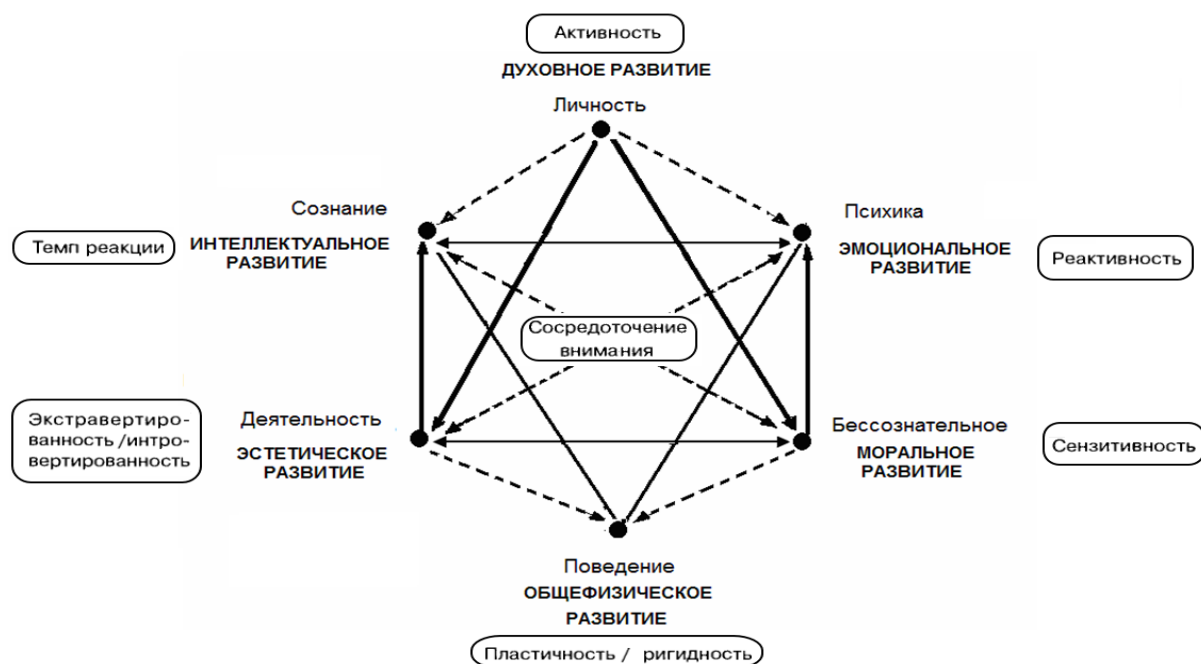 Активность
ДУХОВНОЕ РАЗВИТИЕ
Личность
Сознание
Психика
Темп реакции
ИНТЕЛЛЕКТУАЛЬНОЕ
РАЗВИТИЕ
ЭМОЦИОНАЛЬНОЕ
РАЗВИТИЕ
Реактивность
Сосредоточение
внимания
Экстравертиро-
ванность /интро-
вертированность
Деятельность
ЭСТЕТИЧЕСКОЕ
РАЗВИТИЕ
Бессознательное
МОРАЛЬНОЕ
РАЗВИТИЕ
Сензитивность
Поведение
ОБЩЕФИЗИЧЕСКОЕ
РАЗВИТИЕ
Пластичность / ригидность